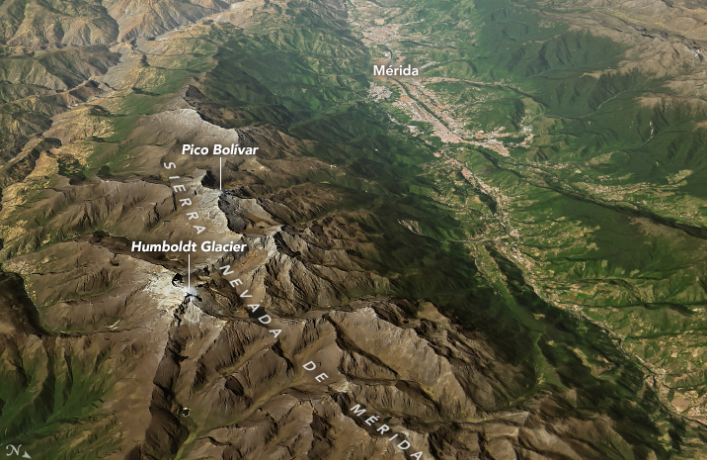 Mérida
Pico Bolívar
Humboldt Glacier
SIERRA NEVADA DE MÉRIDA
N